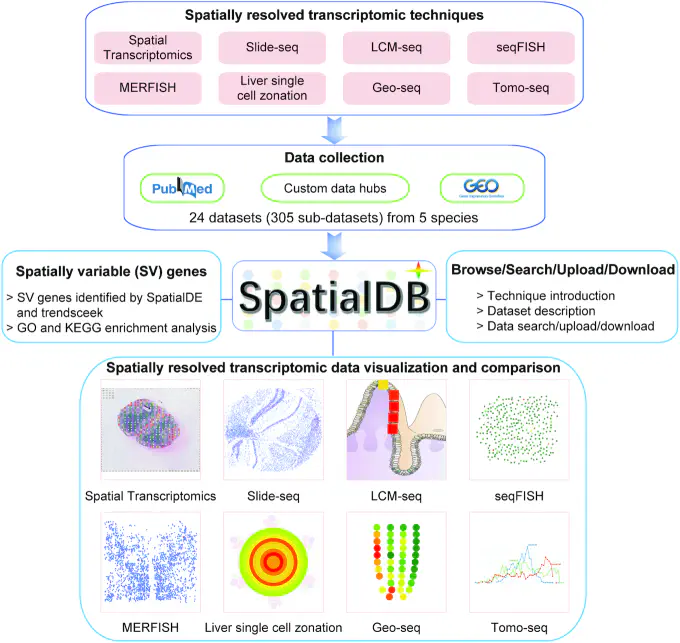 Spatially resolved transcriptomic techniques
Spatial
Transcriptomics
Slide-seq
LCM-seq
seqFISH
MERFISH
Liver single
cell zonation
Geo-seq
Tomo-seq
Data collection
PubMed
Custom data hubs
GEO
24 datasets (305 sub-datasets) from 5 species
Spatially variable (SV) genes
> SV genes identified by SpatialDE
and trendsceek
> GO and KEGG enrichment analysis
SpatialDB
Browse/Search/Upload/Download
> Technique introduction
> Dataset description
> Data search/upload/download
Spatially resolved transcriptomic data visualization and comparison
Spatial Transcriptomics
Slide-seq
LCM-seq
seqFISH
MERFISH
Liver single cell zonation
Geo-seq
Tomo-seq